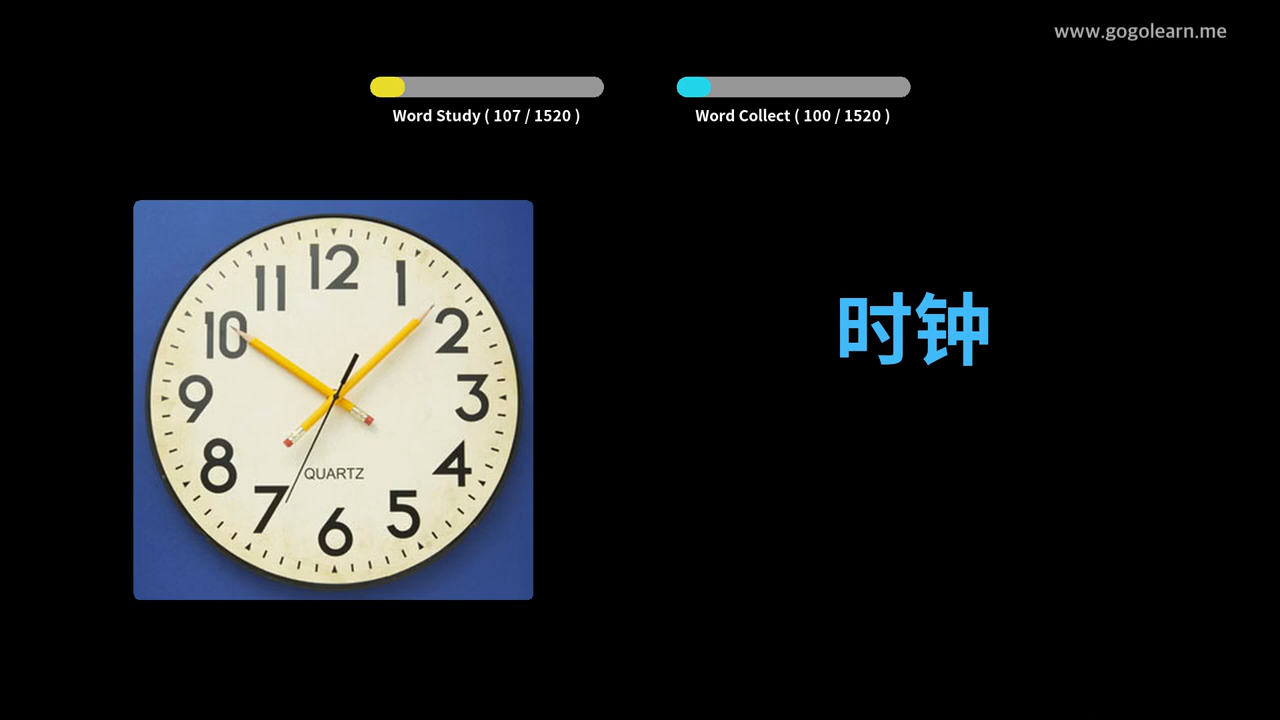 www.gogolearn.me
Word Study ( 107 / 1520 )
Word Collect ( 100 / 1520 )
12
11
1
10
2
9
3
8
4
QUARTZ
7
5
6
时钟